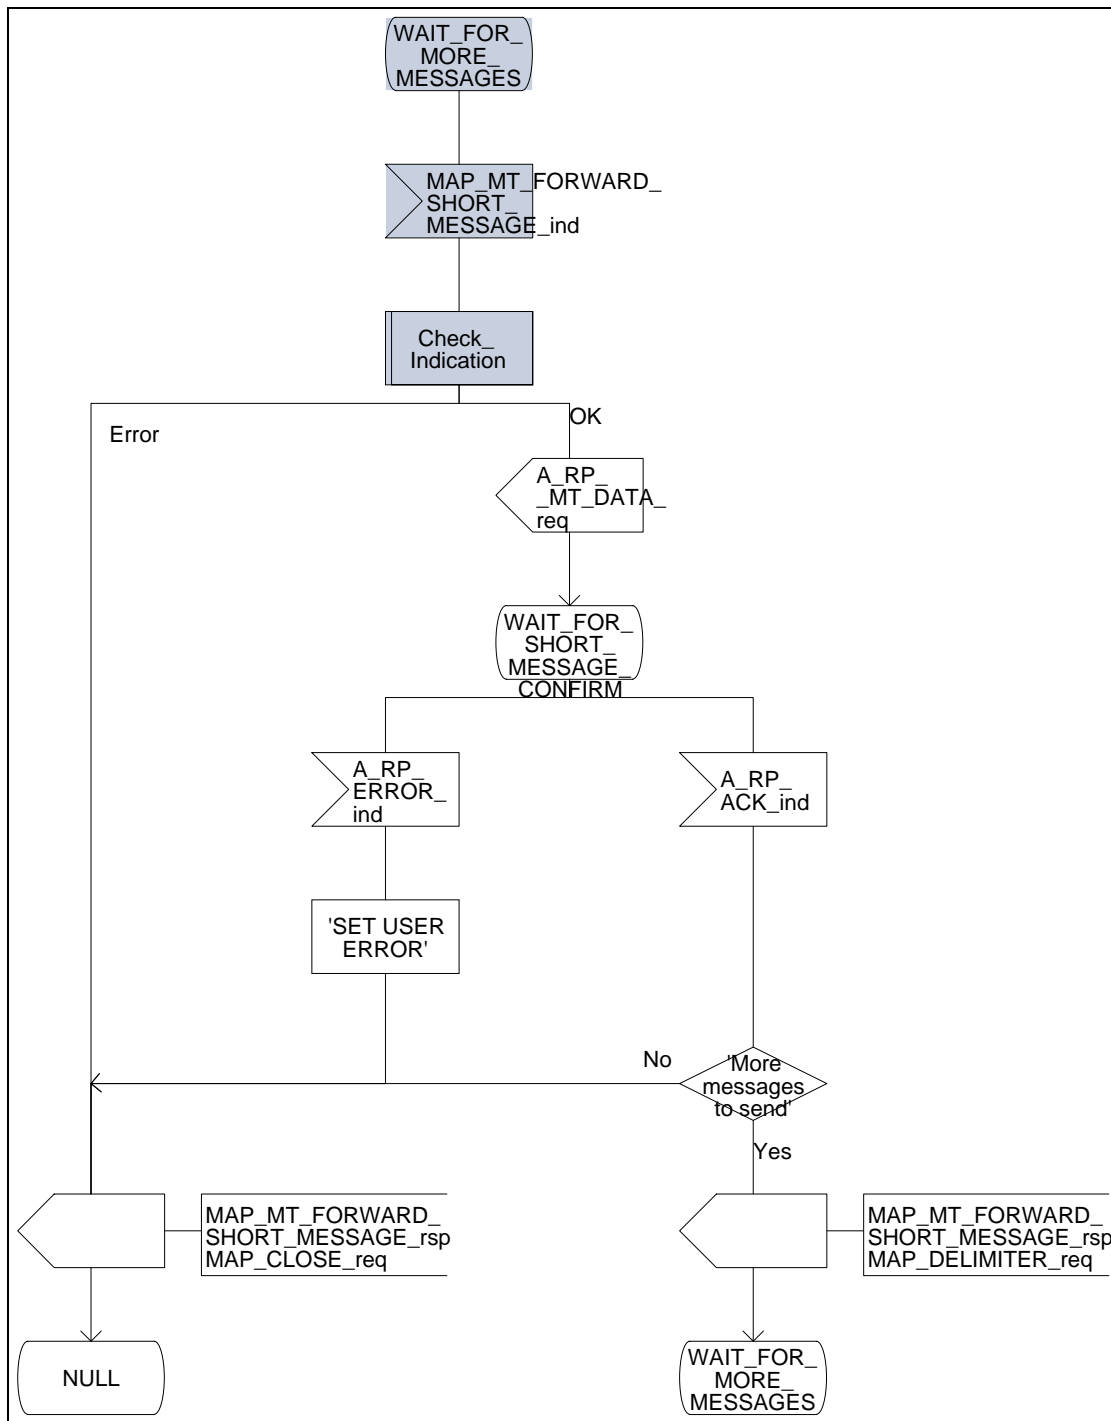 WAIT_FOR_
MORE_
MESSAGES
MAP_MT_FORWARD_
SHORT_
MESSAGE_ind
Check_
Indication
Error
OK
A_RP_
_MT_DATA_
req
WAIT_FOR_
SHORT_
MESSAGE_
CONFIRM
A_RP_
ERROR_
ind
A_RP_
ACK_ind
'SET USER
ERROR'
No
'More
messages
to send'
Yes
MAP_MT_FORWARD_
SHORT_MESSAGE_rsp
MAP_CLOSE_req
MAP_MT_FORWARD_
SHORT_MESSAGE_rsp
MAP_DELIMITER_req
NULL
WAIT_FOR_
MORE_
MESSAGES